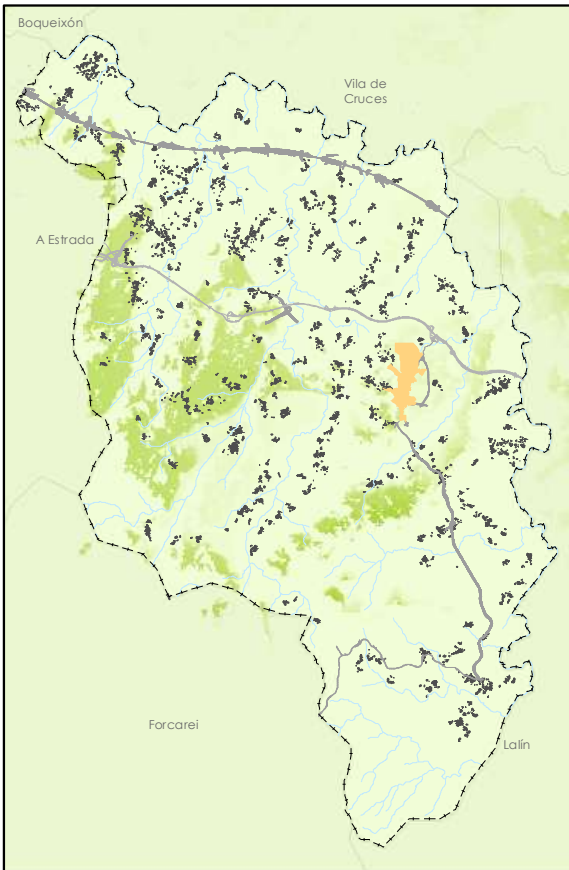 Boqueixón
Vila de
Cruces
A Estrada
Forcarei
Lalín